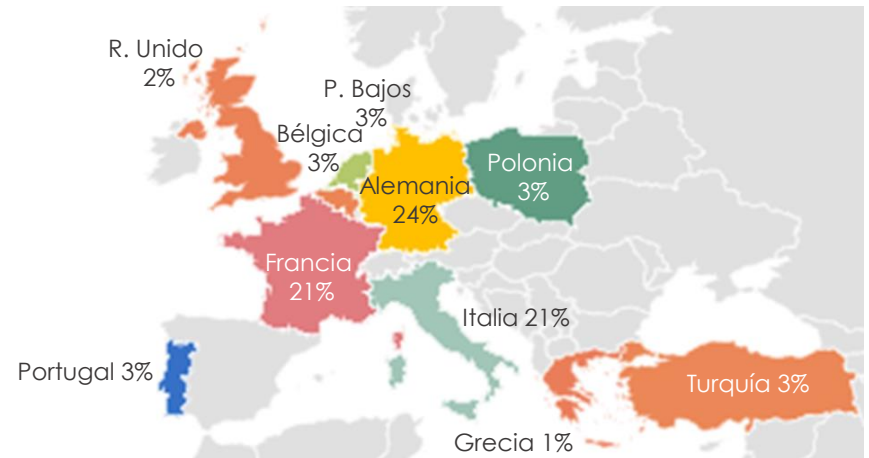 R. Unido
2%
P. Bajos
3%
Bélgica
3%
Polonia
3%
Alemania
24%
Francia
21%
Italia 21%
Portugal 3%
Turquía 3%
Grecia 1%